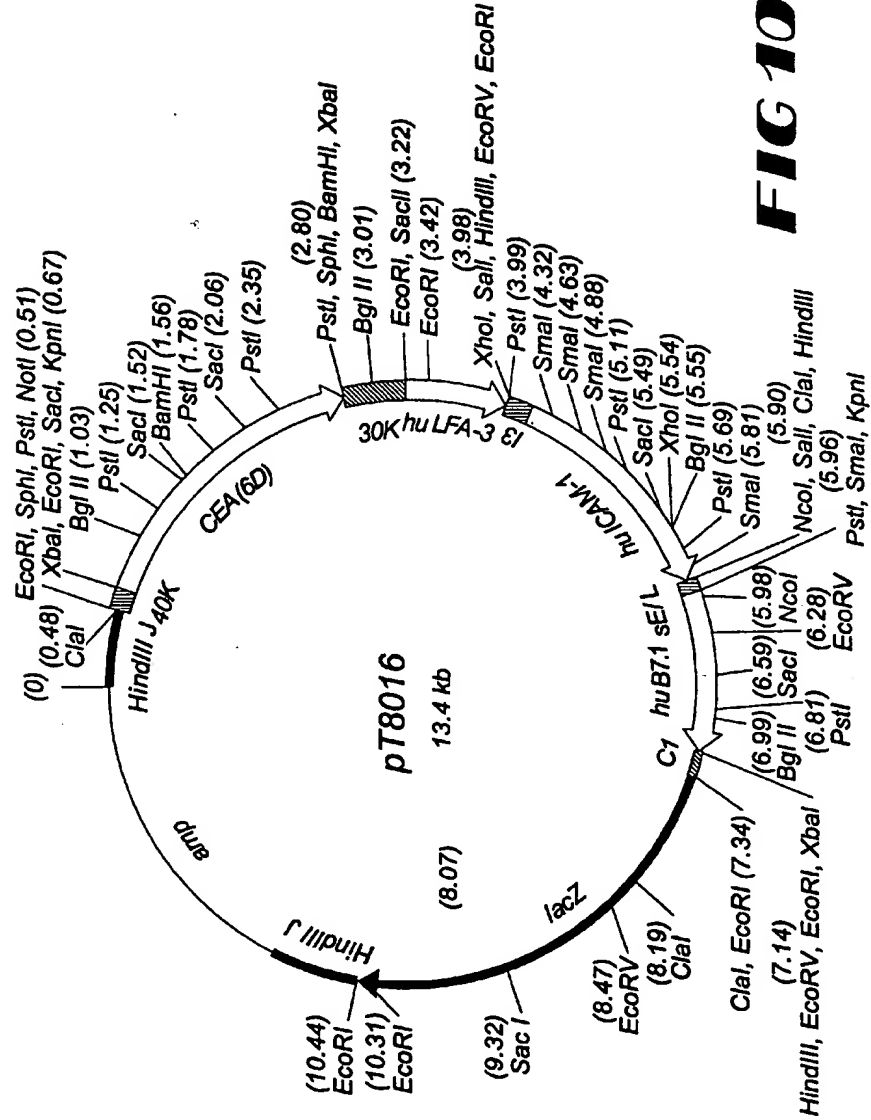 (0)
(0.48)
ClaI
EcoRI, SphI, PstI, NotI (0.51)
XbaI, EcoRI, SacI, KpnI (0.67)
Bgl II (1.03)
PstI (1.25)
SacI (1.52)
BamHI (1.56)
PstI (1.78)
SacI (2.06)
PstI (2.35)
(2.80)
PstI, SphI, BamHI, XbaI
Bgl II (3.01)
EcoRI, SacII (3.22)
EcoRI (3.42)
(3.98)
XhoI, SalI, HindIII, EcoRV, EcoRI
PstI (3.99)
SmaI (4.32)
SmaI (4.63)
SmaI (4.88)
PstI (5.11)
SacI (5.49)
XhoI (5.54)
Bgl II (5.55)
PstI (5.69)
SmaI (5.81)
(5.90)
NcoI, SalI, ClaI, HindIII
(5.96)
PstI, SmaI, KpnI
(5.98)
NcoI
(6.28)
EcoRV
(6.59)
SacI
(6.81)
PstI
(6.99)
Bgl II
(7.14)
HindIII, EcoRV, EcoRI, XbaI
ClaI, EcoRI (7.34)
(8.19)
ClaI
(8.47)
EcoRV
(9.32)
Sac I
(10.31)
EcoRI
(10.44)
EcoRI
HindIII J
40K
CEA(6D)
30K
hu LFA-3
I3
hu ICAM-1
sE/L
huB7.1
C1
lacZ
HindIII J
amp
pT8016
13.4 kb
(8.07)
FIG 10